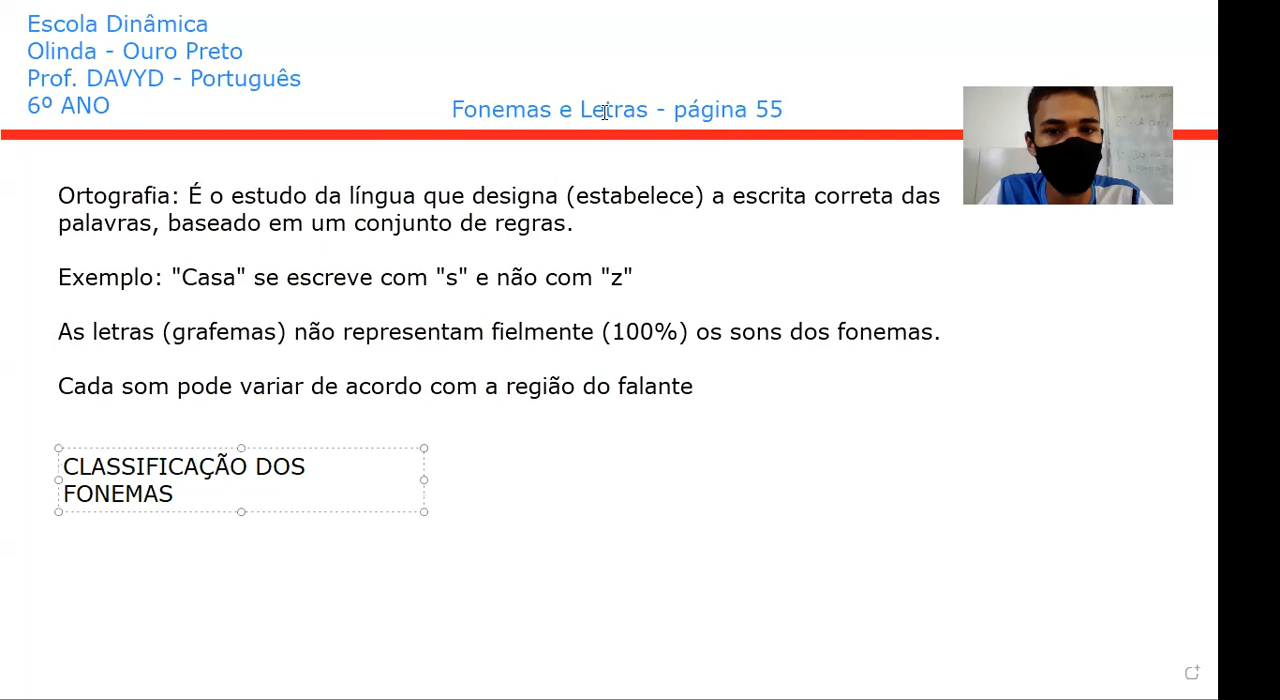 Escola Dinâmica
Olinda - Ouro Preto
Prof. DAVYD - Português
6º ANO
Fonemas e Letras - página 55
Ortografia: É o estudo da língua que designa (estabelece) a escrita correta das
palavras, baseado em um conjunto de regras.
Exemplo: "Casa" se escreve com "s" e não com "z"
As letras (grafemas) não representam fielmente (100%) os sons dos fonemas.
Cada som pode variar de acordo com a região do falante
CLASSIFICAÇÃO DOS
FONEMAS